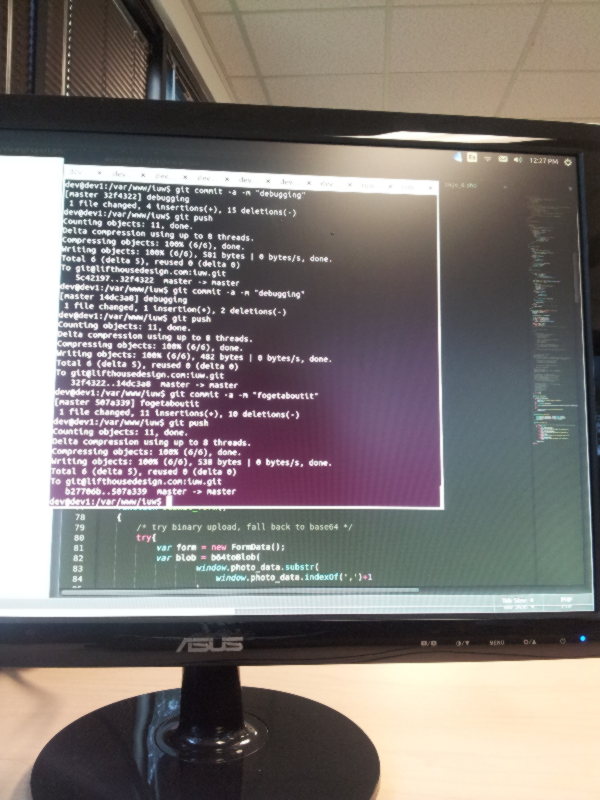 12:27 PM
dev@dev1:/var/www/iuw$ git commit -a -m "debugging"
[master 32f4322] debugging
1 file changed, 4 insertions(+), 15 deletions(-)
dev@dev1:/var/www/iuw$ git push
Counting objects: 11, done.
Delta compression using up to 8 threads.
Compressing objects: 100% (6/6), done.
Writing objects: 100% (6/6), 581 bytes | 0 bytes/s, done.
Total 6 (delta 5), reused 0 (delta 0)
To git@lifthousedesign.com:iuw.git
5c42197..32f4322 master -> master
dev@dev1:/var/www/iuw$ git commit -a -m "debugging"
[master 14dc3a8] debugging
1 file changed, 1 insertion(+), 2 deletions(-)
dev@dev1:/var/www/iuw$ git push
Counting objects: 11, done.
Delta compression using up to 8 threads.
Compressing objects: 100% (6/6), done.
Writing objects: 100% (6/6), 482 bytes | 0 bytes/s, done.
Total 6 (delta 5), reused 0 (delta 0)
To git@lifthousedesign.com:iuw.git
32f4322..14dc3a8 master -> master
dev@dev1:/var/www/iuw$ git commit -a -m "fogetaboutit"
[master 507a339] fogetaboutit
1 file changed, 11 insertions(+), 10 deletions(-)
dev@dev1:/var/www/iuw$ git push
Counting objects: 11, done.
Delta compression using up to 8 threads.
Compressing objects: 100% (6/6), done.
Writing objects: 100% (6/6), 538 bytes | 0 bytes/s, done.
Total 6 (delta 5), reused 0 (delta 0)
To git@lifthousedesign.com:iuw.git
b27706b..507a339 master -> master
dev@dev1:/var/www/iuw$
78 {
79 /* try binary upload, fall back to base64 */
80 try{
81 var form = new FormData();
82 var blob = b64toBlob(
83 window.photo_data.substr(
84 window.photo_data.indexOf(',')+1
ASUS
MENU